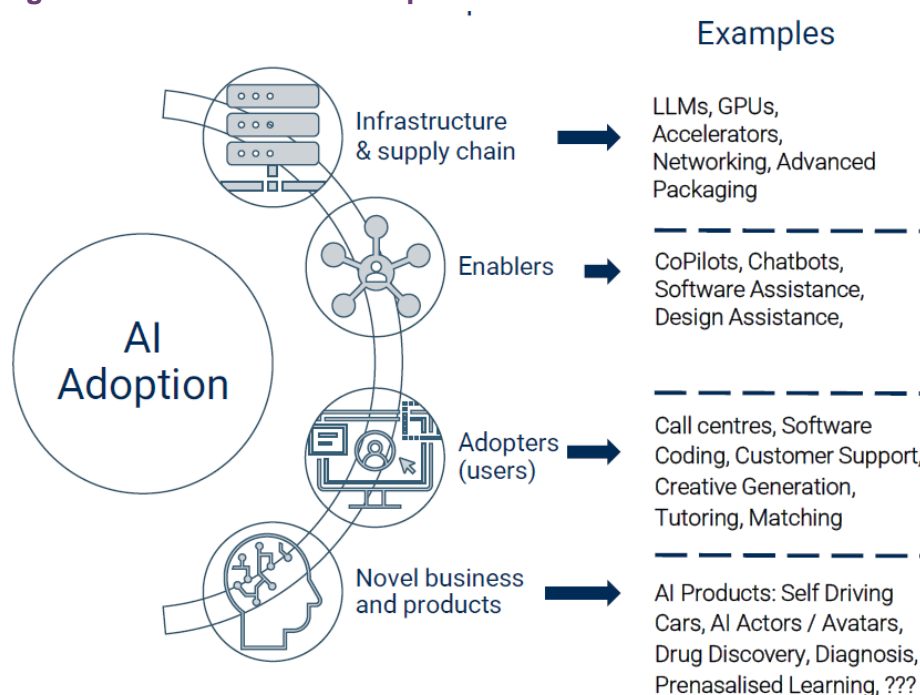 Examples
AI
Adoption
Infrastructure
& supply chain
LLMs, GPUs,
Accelerators,
Networking, Advanced
Packaging
Enablers
CoPilots, Chatbots,
Software Assistance,
Design Assistance,
Adopters
(users)
Call centres, Software
Coding, Customer Support,
Creative Generation,
Tutoring, Matching
Novel business
and products
AI Products: Self Driving
Cars, AI Actors / Avatars,
Drug Discovery, Diagnosis,
Prenasalised Learning, ???